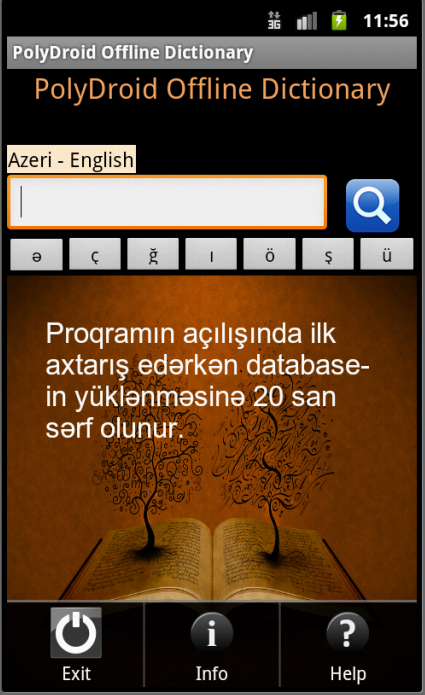 3G 11:56
PolyDroid Offline Dictionary
PolyDroid Offline Dictionary
Azeri - English
ə ç ğ ı ö ş ü
Proqramın açılışında ilk
axtarış edərkən database-
in yüklənməsinə 20 san
sərf olunur.
Exit Info Help